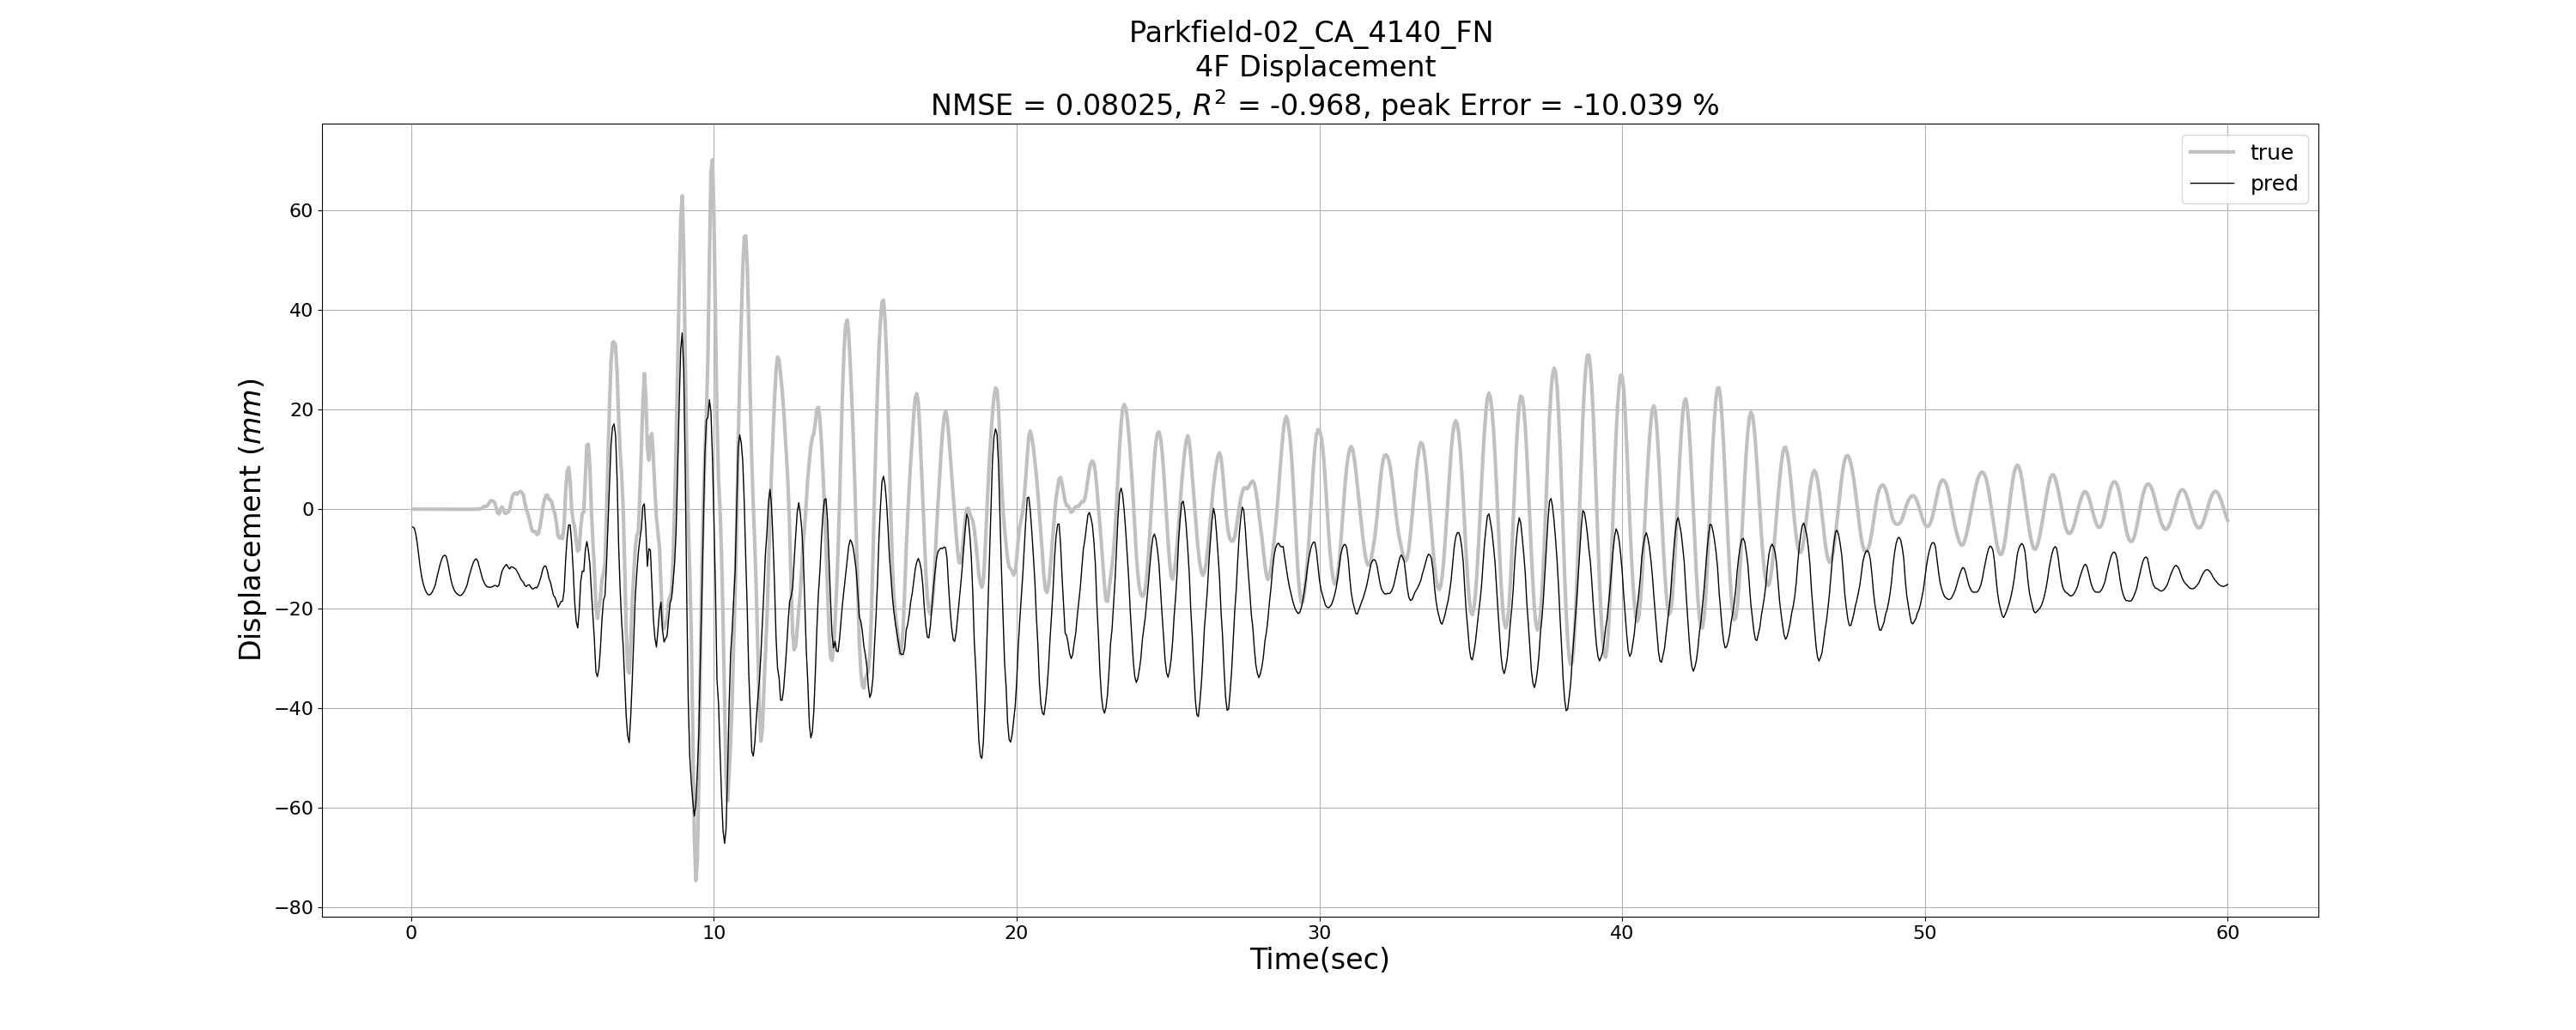 Parkfield-02_CA_4140_FN
4F Displacement
NMSE = 0.08025, R² = -0.968, peak Error = -10.039 %
true
pred
Displacement (mm)
60
40
20
0
−20
−40
−60
−80
0 10 20 30 40 50 60
Time(sec)